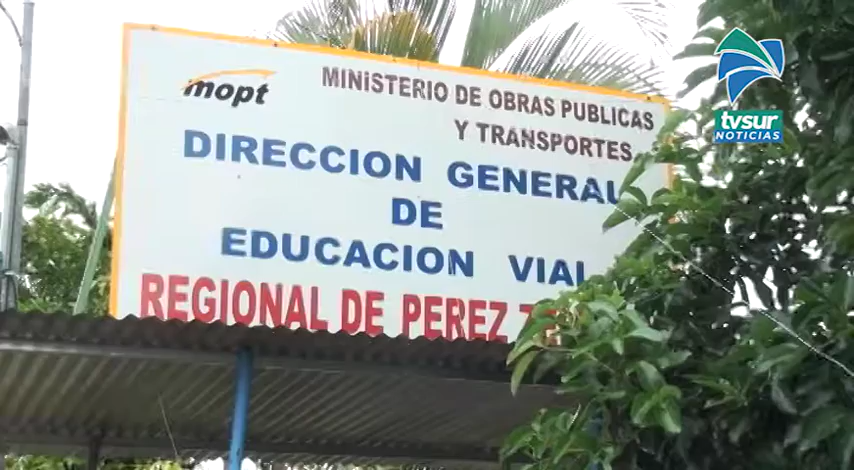 mopt
MINiSTERIO DE OBRAS PUBLICAS
Y TRANSPORTES
DIRECCION GENERAL
DE
EDUCACION VIAL
REGIONAL DE PEREZ
tvsur
NOTICIAS